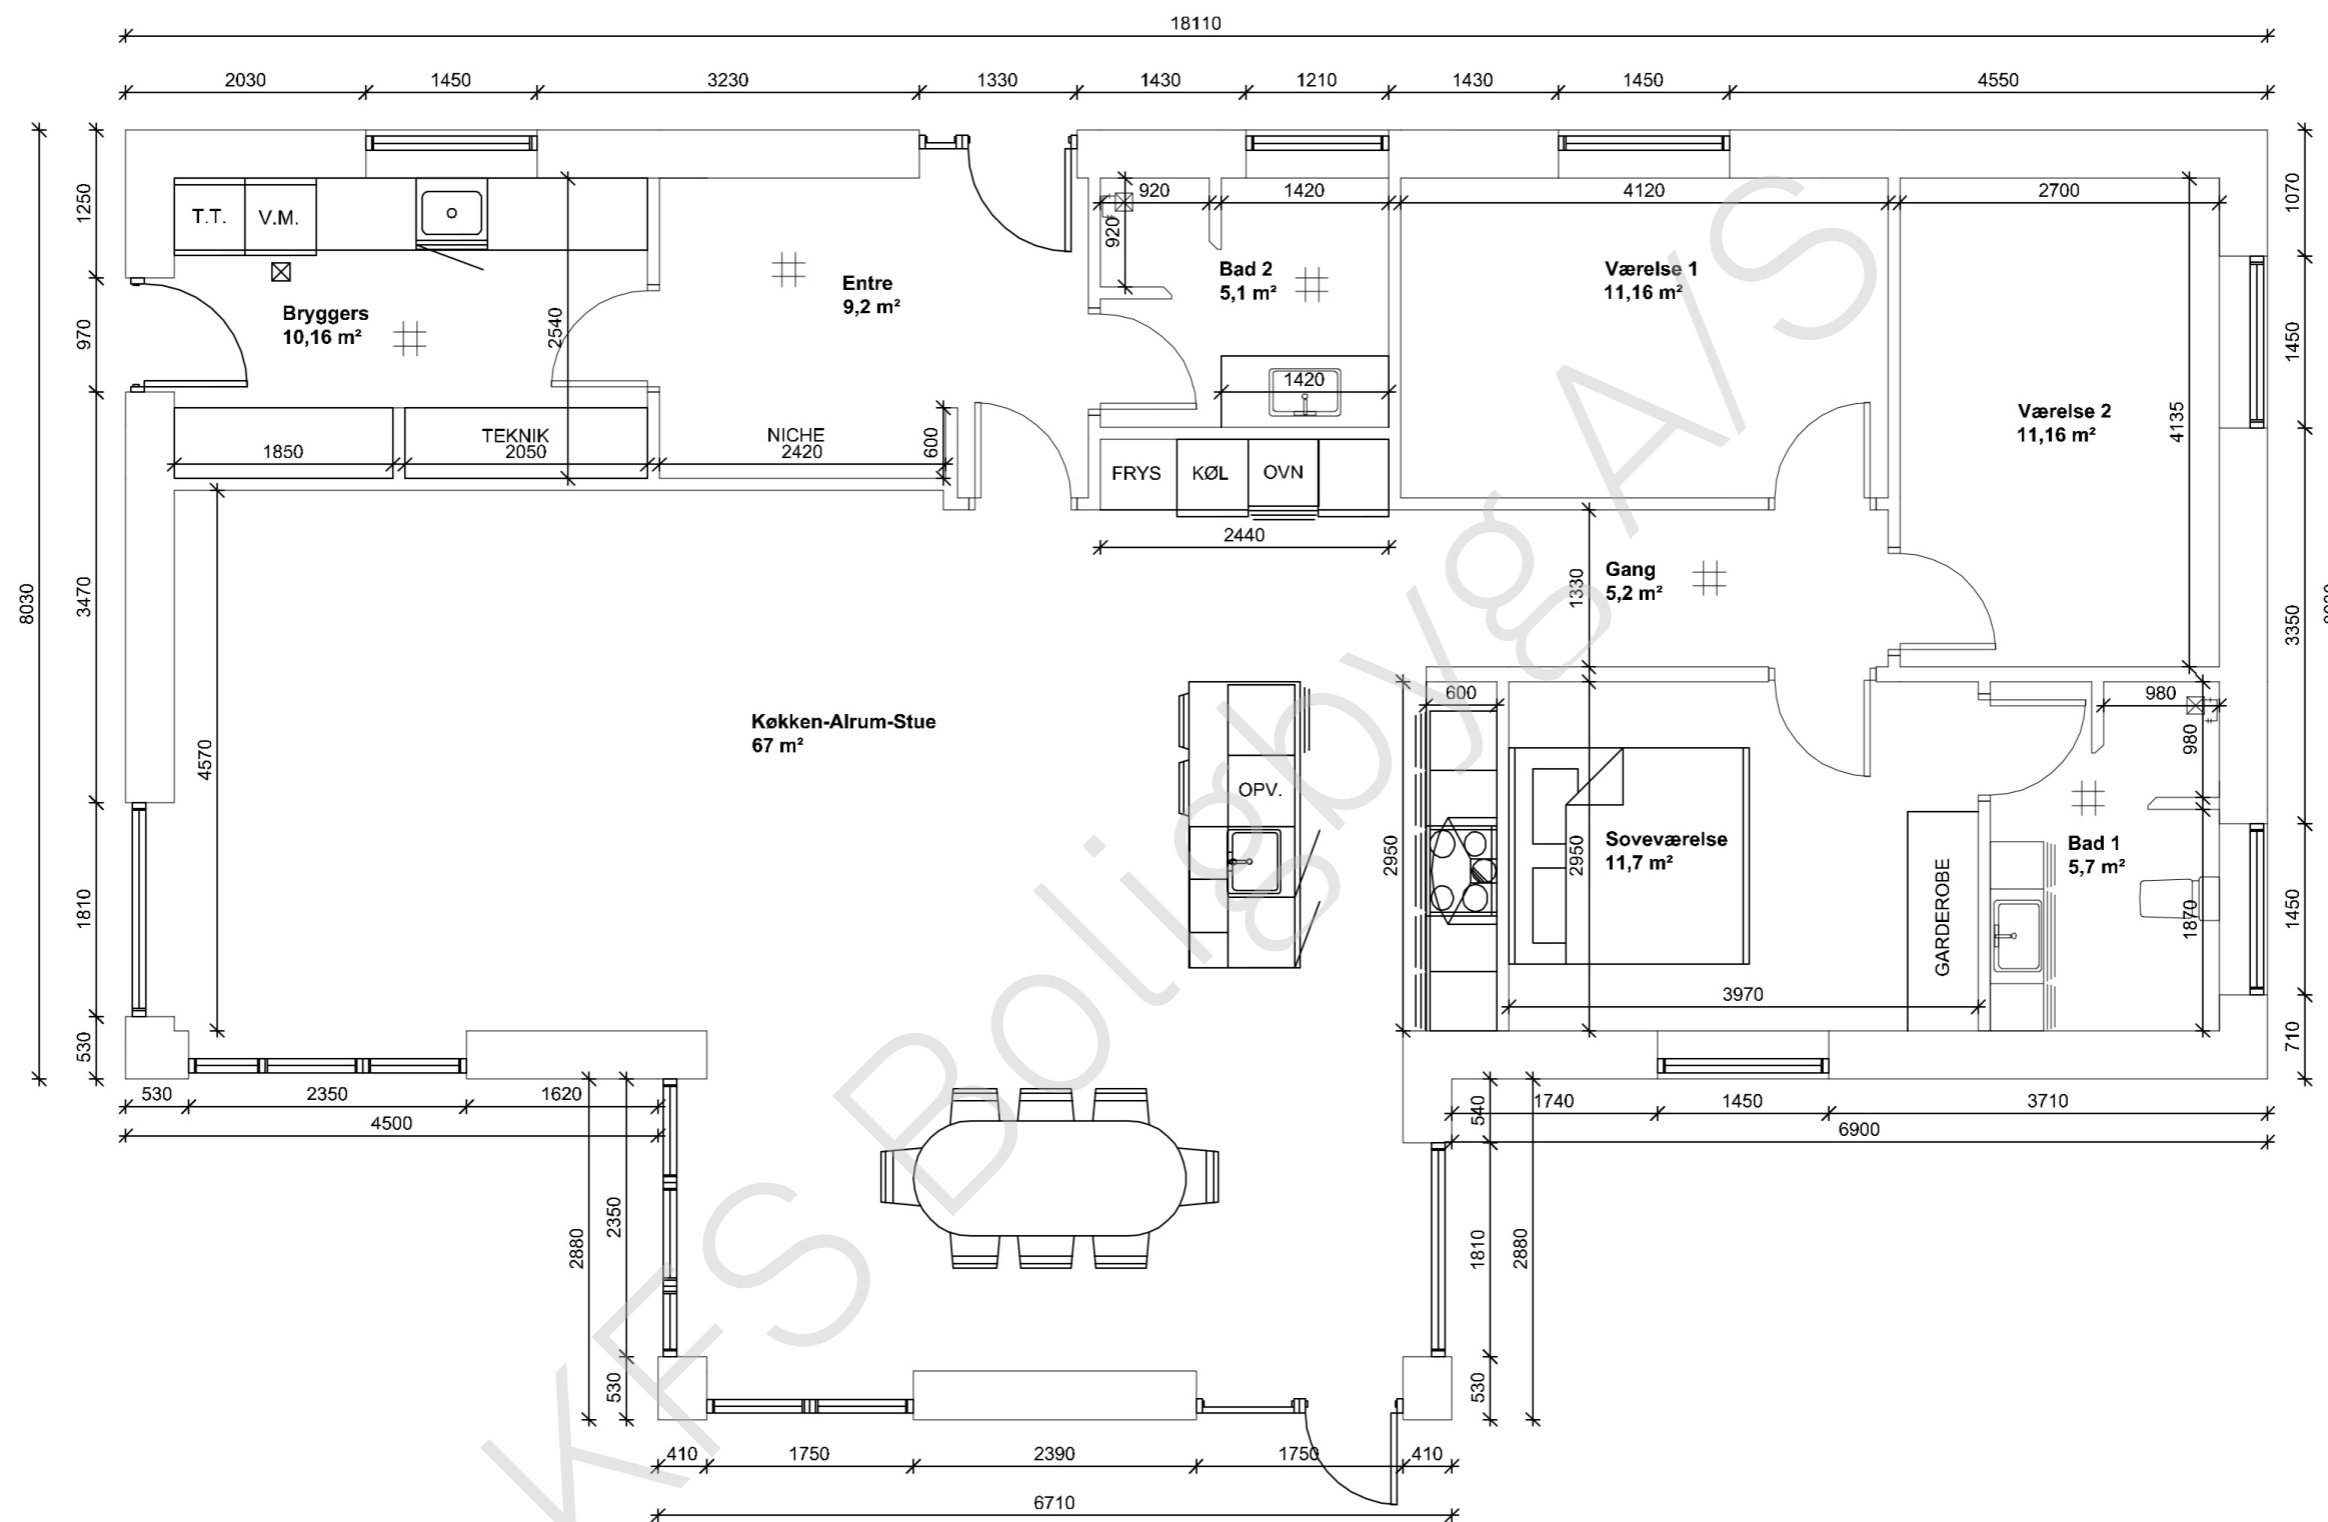 18110
2030 1450 3230 1330 1430 1210 1430 1450 4550
T.T. V.M.
920 1420 4120 2700
920
1250
1070
Entre
9,2 m²
Bad 2
5,1 m²
Værelse 1
11,16 m²
Bryggers
10,16 m²
970
2540
1450
1420
Værelse 2
11,16 m²
4135
1850
TEKNIK
2050
NICHE
2420
600
FRYS KØL OVN
2440
Gang
5,2 m²
1330
8030
3470
3350
Køkken-Alrum-Stue
67 m²
4570
600
980
980
OPV.
2950
2950
Soveværelse
11,7 m²
GARDEROBE
Bad 1
5,7 m²
1870
1810
1450
3970
530
710
530 2350 1620
4500
540
1740 1450 3710
6900
2880
2350
530
1810
2880
530
410 1750 2390 1750 410
6710
KFS Boligbyg A/S